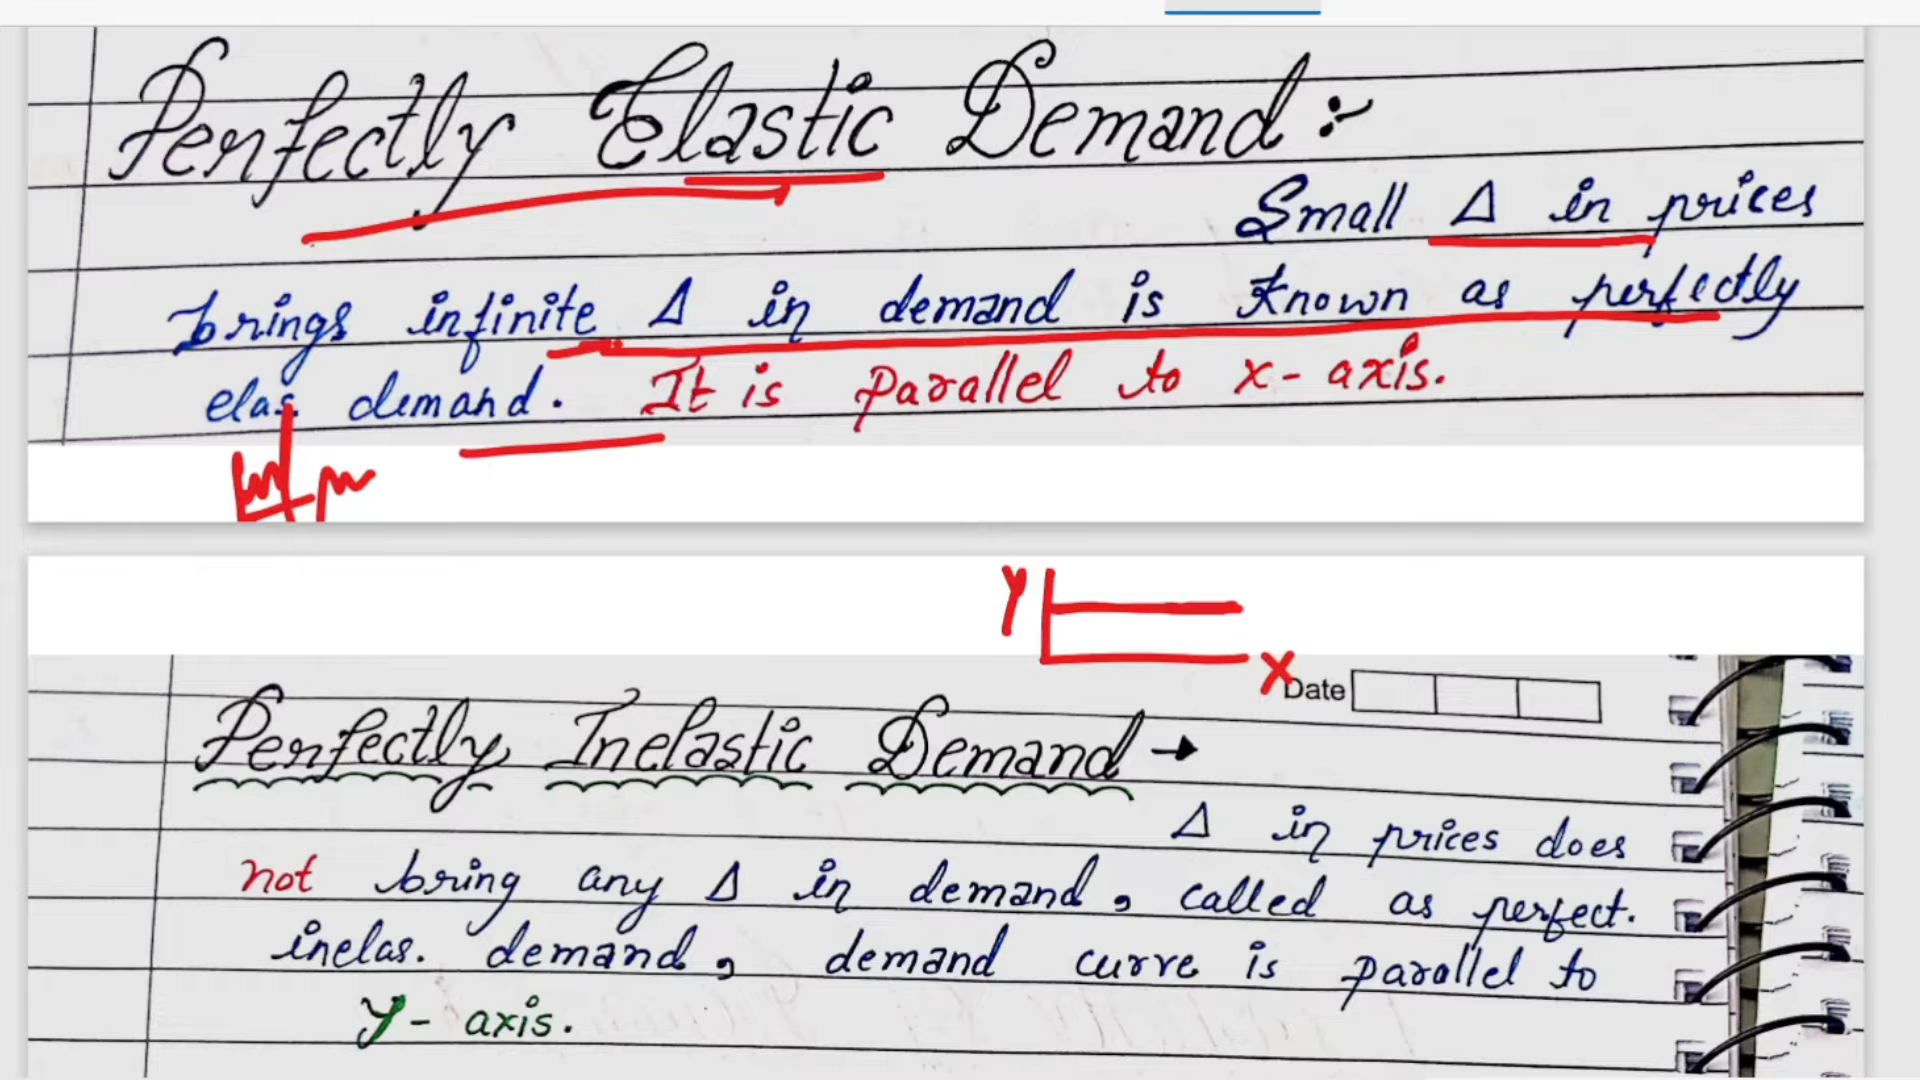 Perfectly Elastic Demand :-
Small Δ in prices
brings infinite Δ in demand is known as perfectly
elas. demand. It is parallel to x-axis.
Y
X
Date
Perfectly Inelastic Demand →
Δ in prices does
not bring any Δ in demand, called as perfect.
inelas. demand, demand curve is parallel to
y-axis.